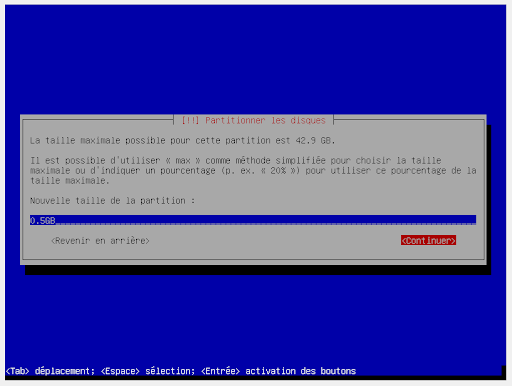 [!!] Partitionner les disques
La taille maximale possible pour cette partition est 42.9 GB.
Il est possible d'utiliser « max » comme méthode simplifiée pour choisir la taille
maximale ou d'indiquer un pourcentage (p. ex. « 20% ») pour utiliser ce pourcentage de la
taille maximale.
Nouvelle taille de la partition :
0.5GB
<Revenir en arrière> <Continuer>
<Tab> déplacement; <Espace> sélection; <Entrée> activation des boutons